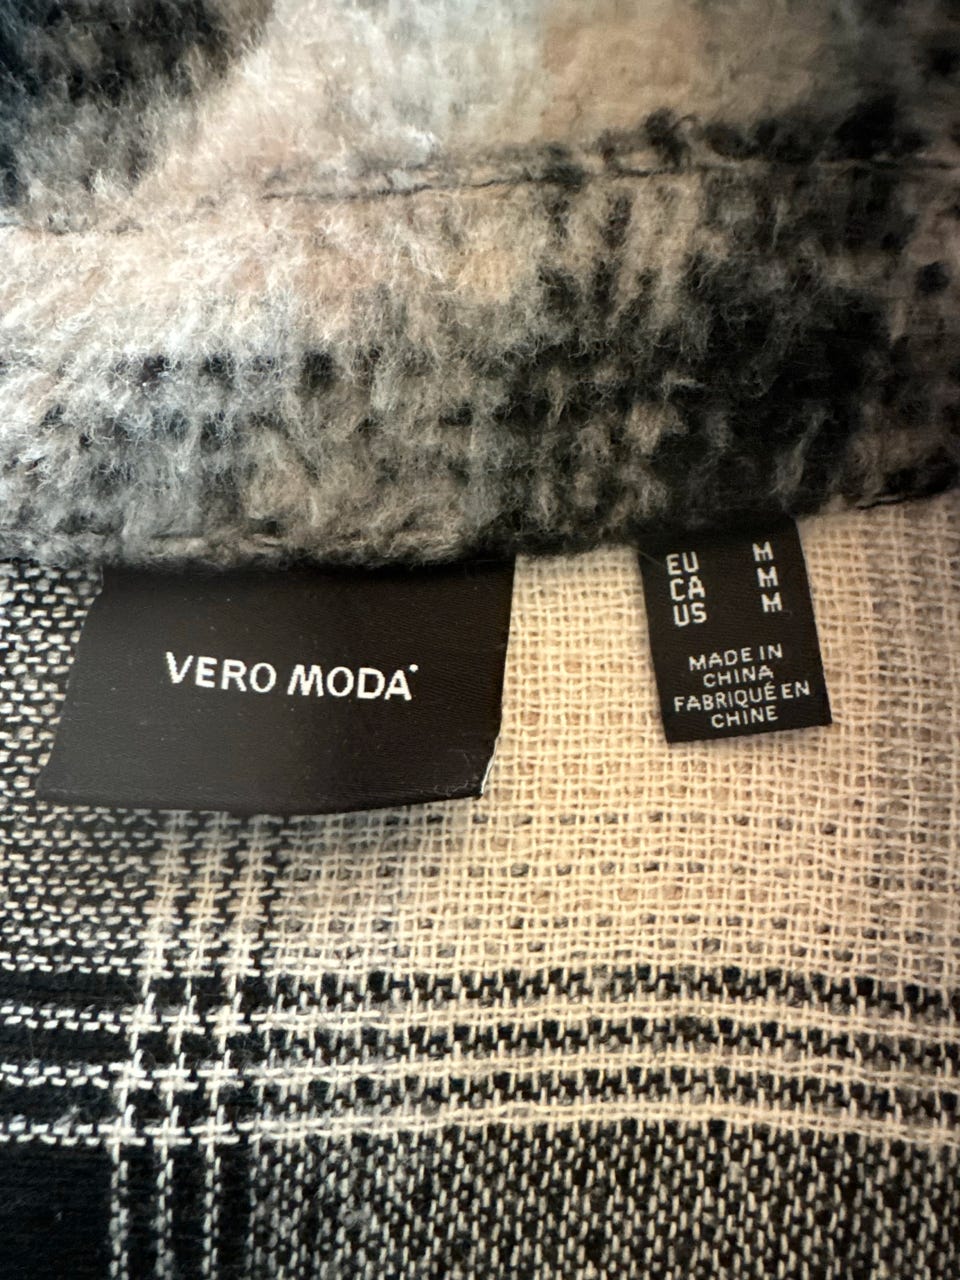 VERO MODA*
EU M
CA M
US M
MADE IN
CHINA
FABRIQUÉ EN
CHINE